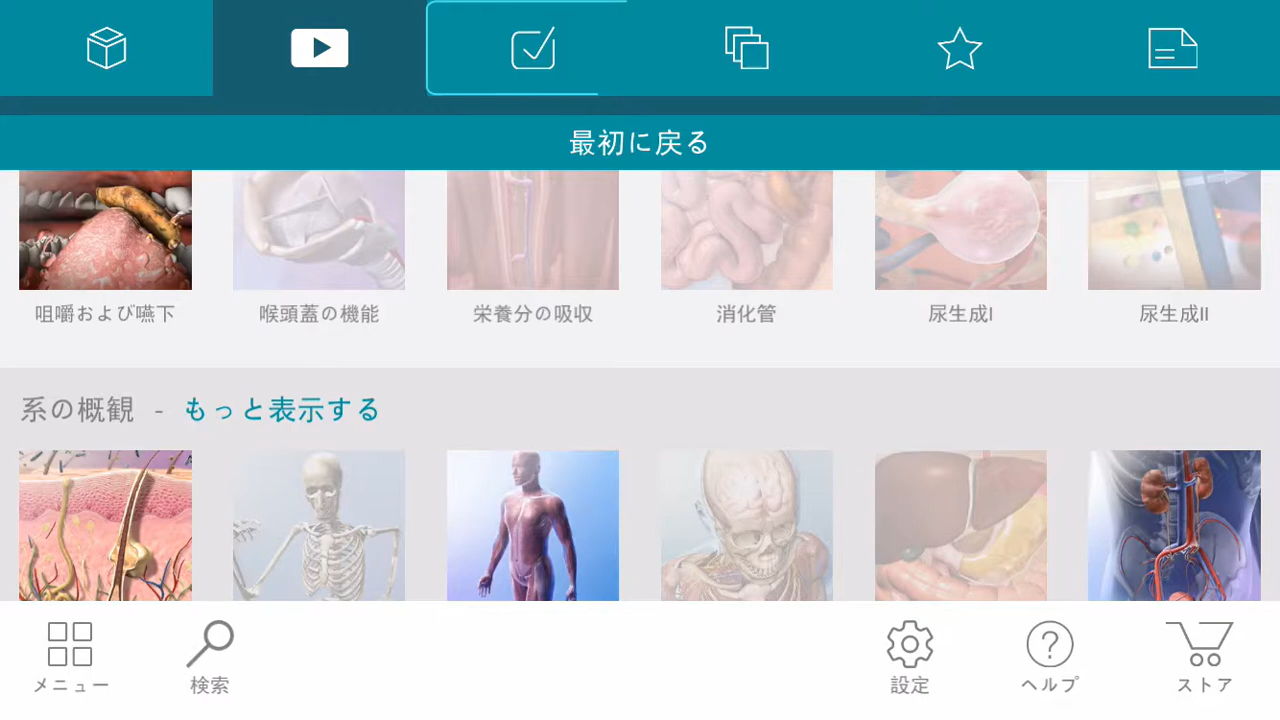 最初に戻る
咀嚼および嚥下
喉頭蓋の機能
栄養分の吸収
消化管
尿生成I
尿生成II
系の概観 - もっと表示する
メニュー
検索
設定
ヘルプ
ストア